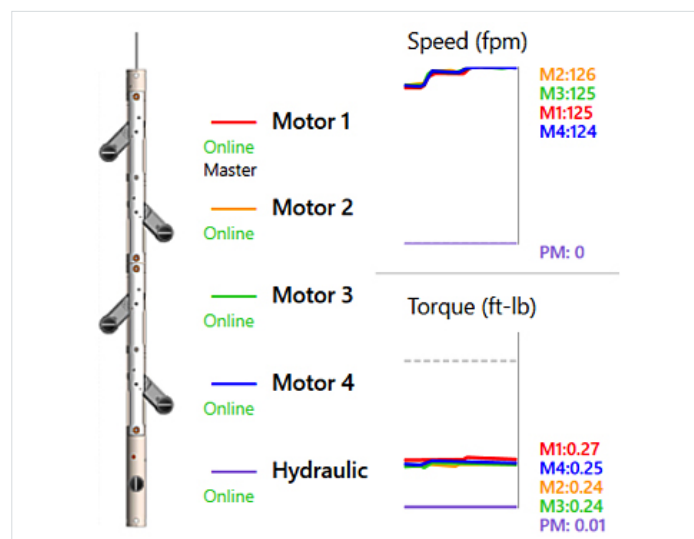 Motor 1
Online
Master
Motor 2
Online
Motor 3
Online
Motor 4
Online
Hydraulic
Online
Speed (fpm)
M2:126
M3:125
M1:125
M4:124
PM: 0
Torque (ft-lb)
M1:0.27
M4:0.25
M2:0.24
M3:0.24
PM: 0.01